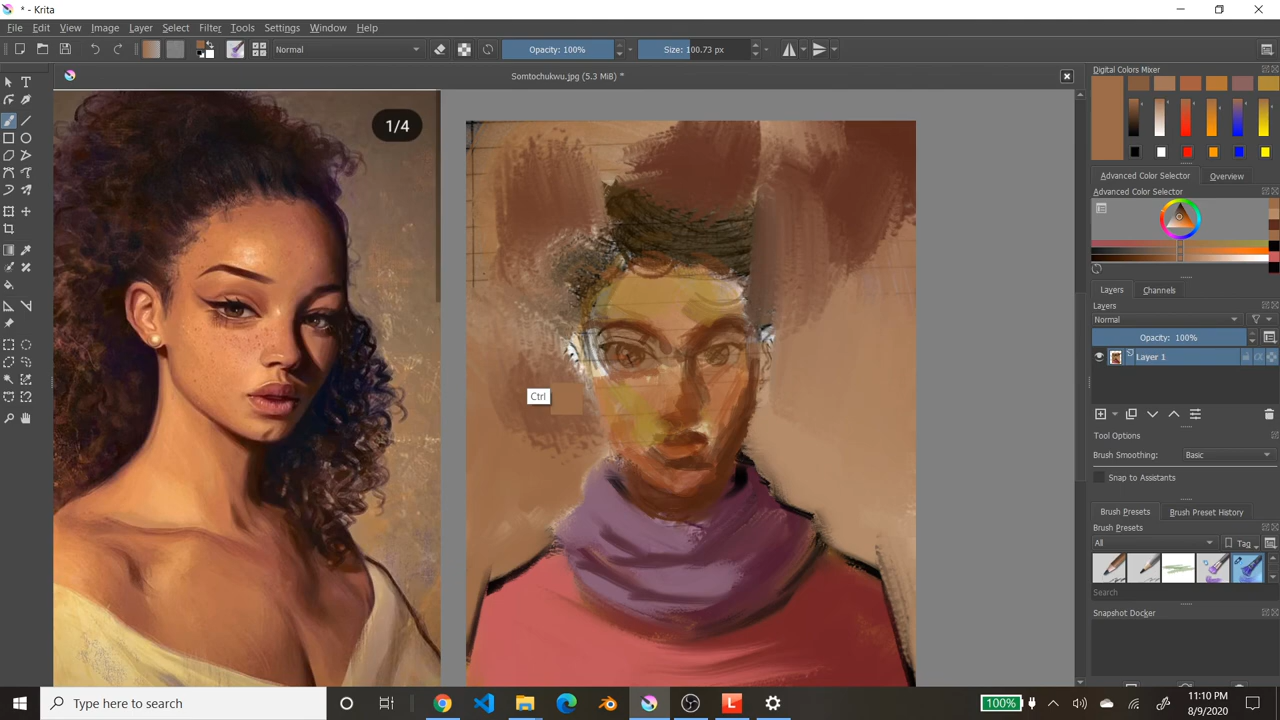 * - Krita
File Edit View Image Layer Select Filter Tools Settings Window Help
Normal Opacity: 100% Size: 100.73 px
Somtochukwu.jpg (5.3 MiB) *
1/4
Ctrl
Digital Colors Mixer
Advanced Color Selector Overview
Advanced Color Selector
Layers Channels
Layers
Normal
Opacity: 100%
Layer 1
Tool Options
Brush Smoothing: Basic
Snap to Assistants
Brush Presets Brush Preset History
Brush Presets
All Tag
Search
Snapshot Docker
Type here to search
100%
11:10 PM
8/9/2020